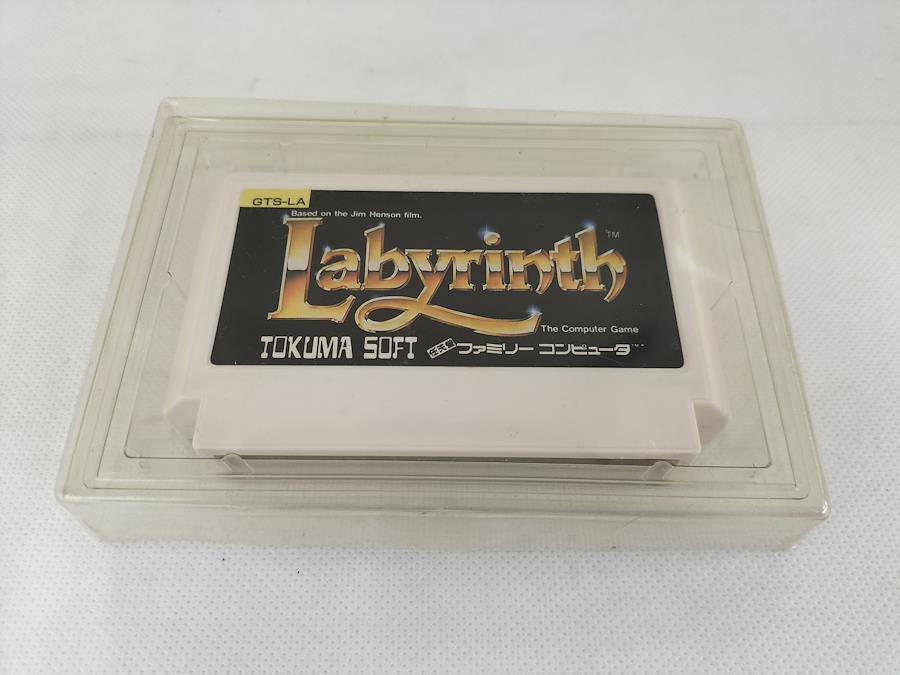 GTS-LA
Based on the Jim Henson film.
Labyrinth TM
The Computer Game
TOKUMA SOFT 任天堂 ファミリー コンピュータ TM